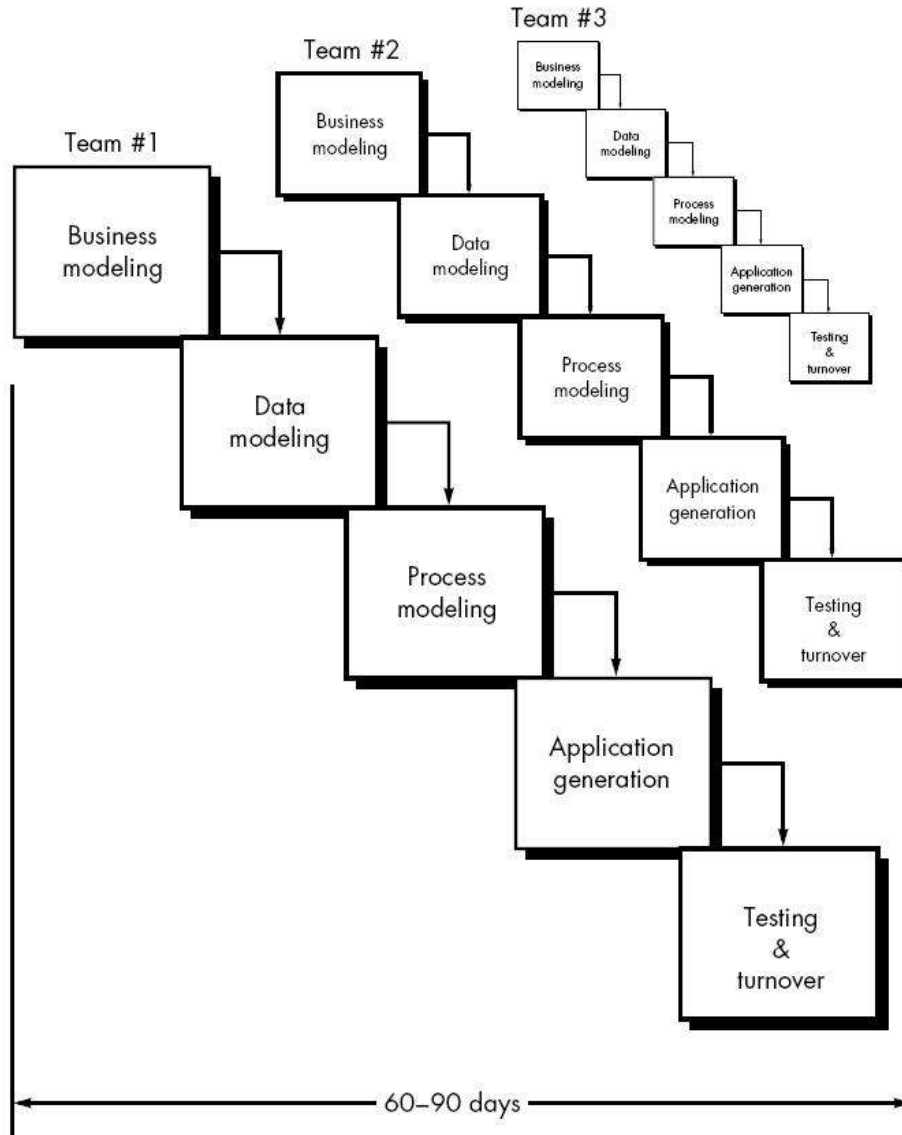 Team #1
Business
modeling
Data
modeling
Process
modeling
Application
generation
Testing
&
turnover
Team #2
Business
modeling
Data
modeling
Process
modeling
Application
generation
Testing
&
turnover
Team #3
Business
modeling
Data
modeling
Process
modeling
Application
generation
Testing
&
turnover
60–90 days